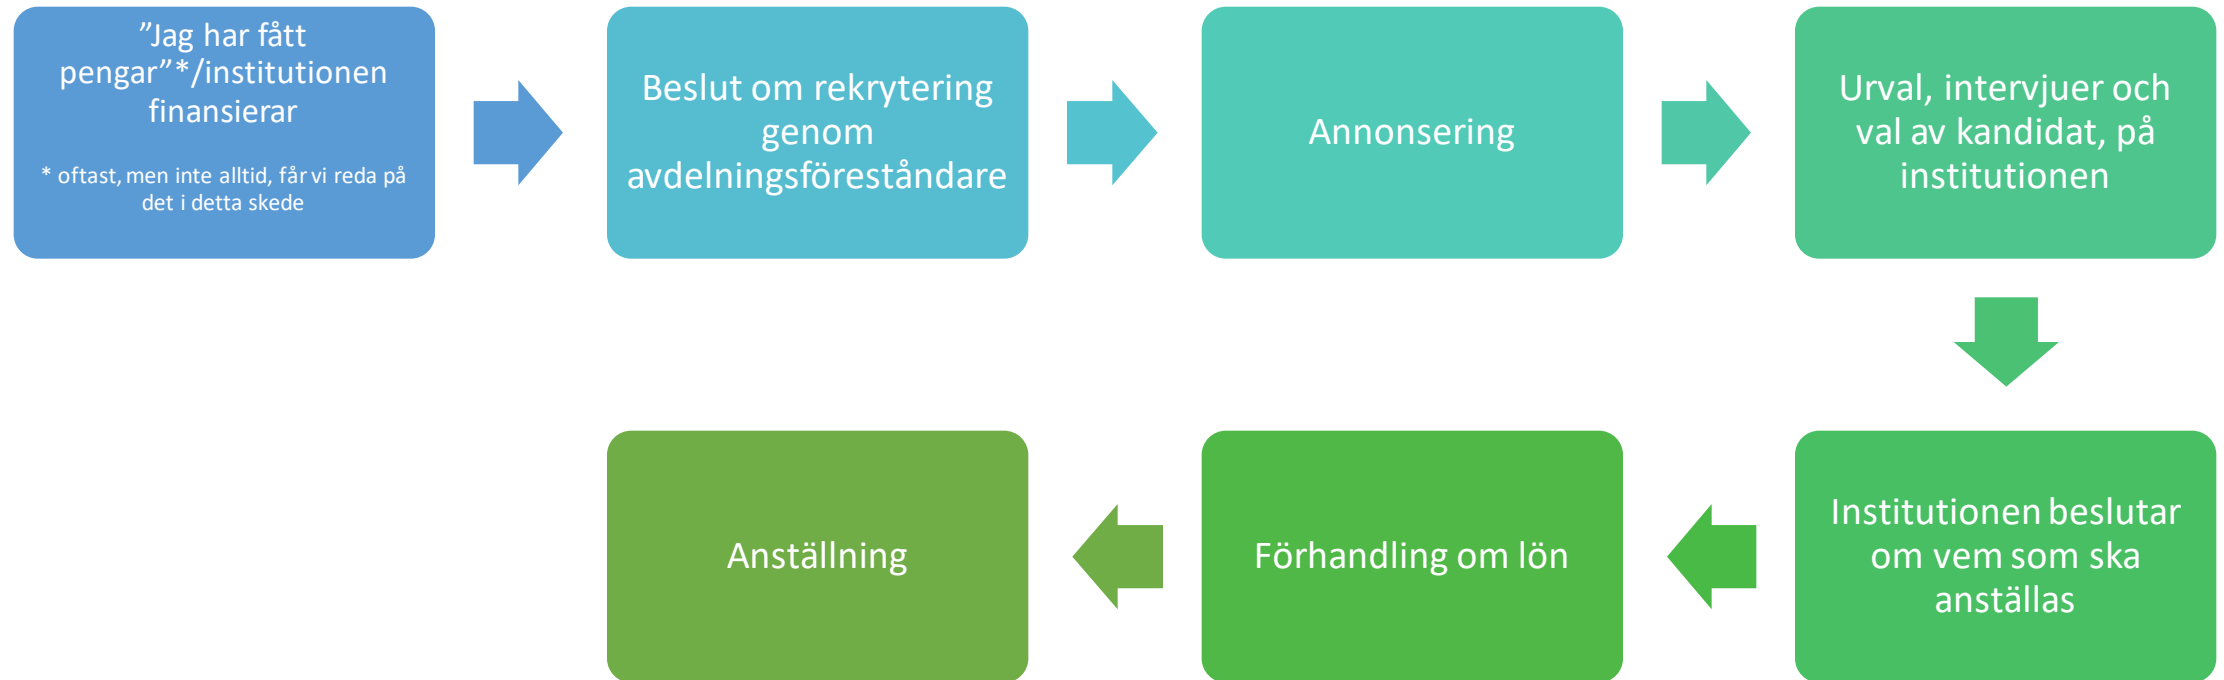 ”Jag har fått
pengar”*/institutionen
finansierar
* oftast, men inte alltid, får vi reda på
det i detta skede
Beslut om rekrytering
genom
avdelningsföreståndare
Annonsering
Urval, intervjuer och
val av kandidat, på
institutionen
Institutionen beslutar
om vem som ska
anställas
Förhandling om lön
Anställning